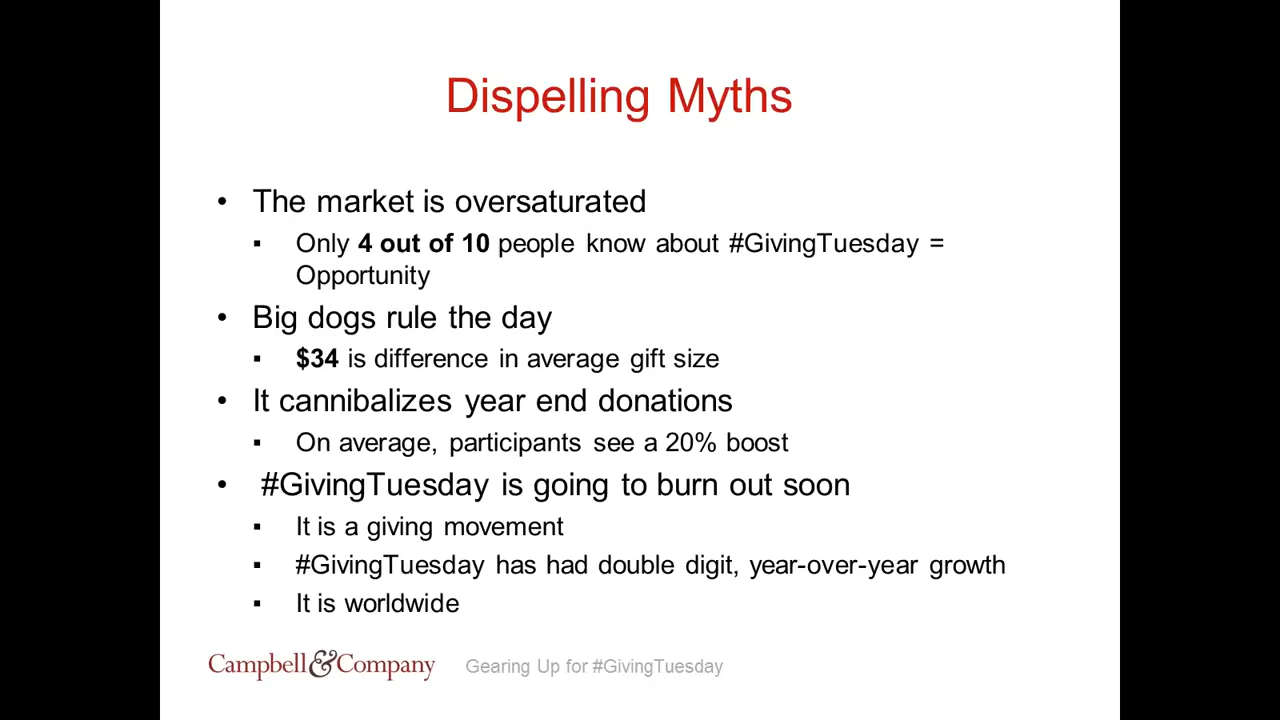 Dispelling Myths
• The market is oversaturated
▪ Only 4 out of 10 people know about #GivingTuesday =
Opportunity
• Big dogs rule the day
▪ $34 is difference in average gift size
• It cannibalizes year end donations
▪ On average, participants see a 20% boost
• #GivingTuesday is going to burn out soon
▪ It is a giving movement
▪ #GivingTuesday has had double digit, year-over-year growth
▪ It is worldwide
Campbell&Company Gearing Up for #GivingTuesday